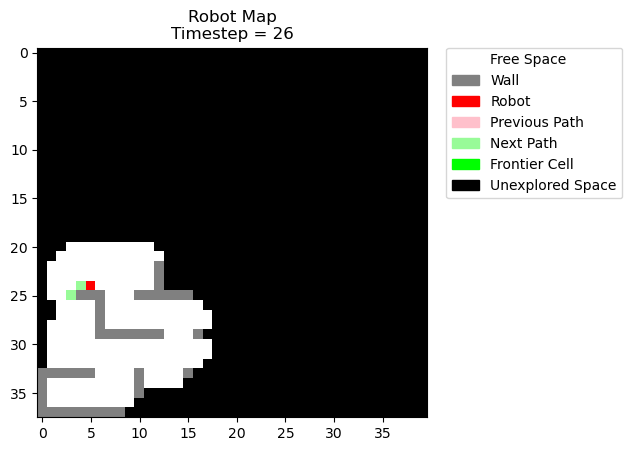 Robot Map
Timestep = 26
0
5
10
15
20
25
30
35
0
5
10
15
20
25
30
35
Free Space
Wall
Robot
Previous Path
Next Path
Frontier Cell
Unexplored Space